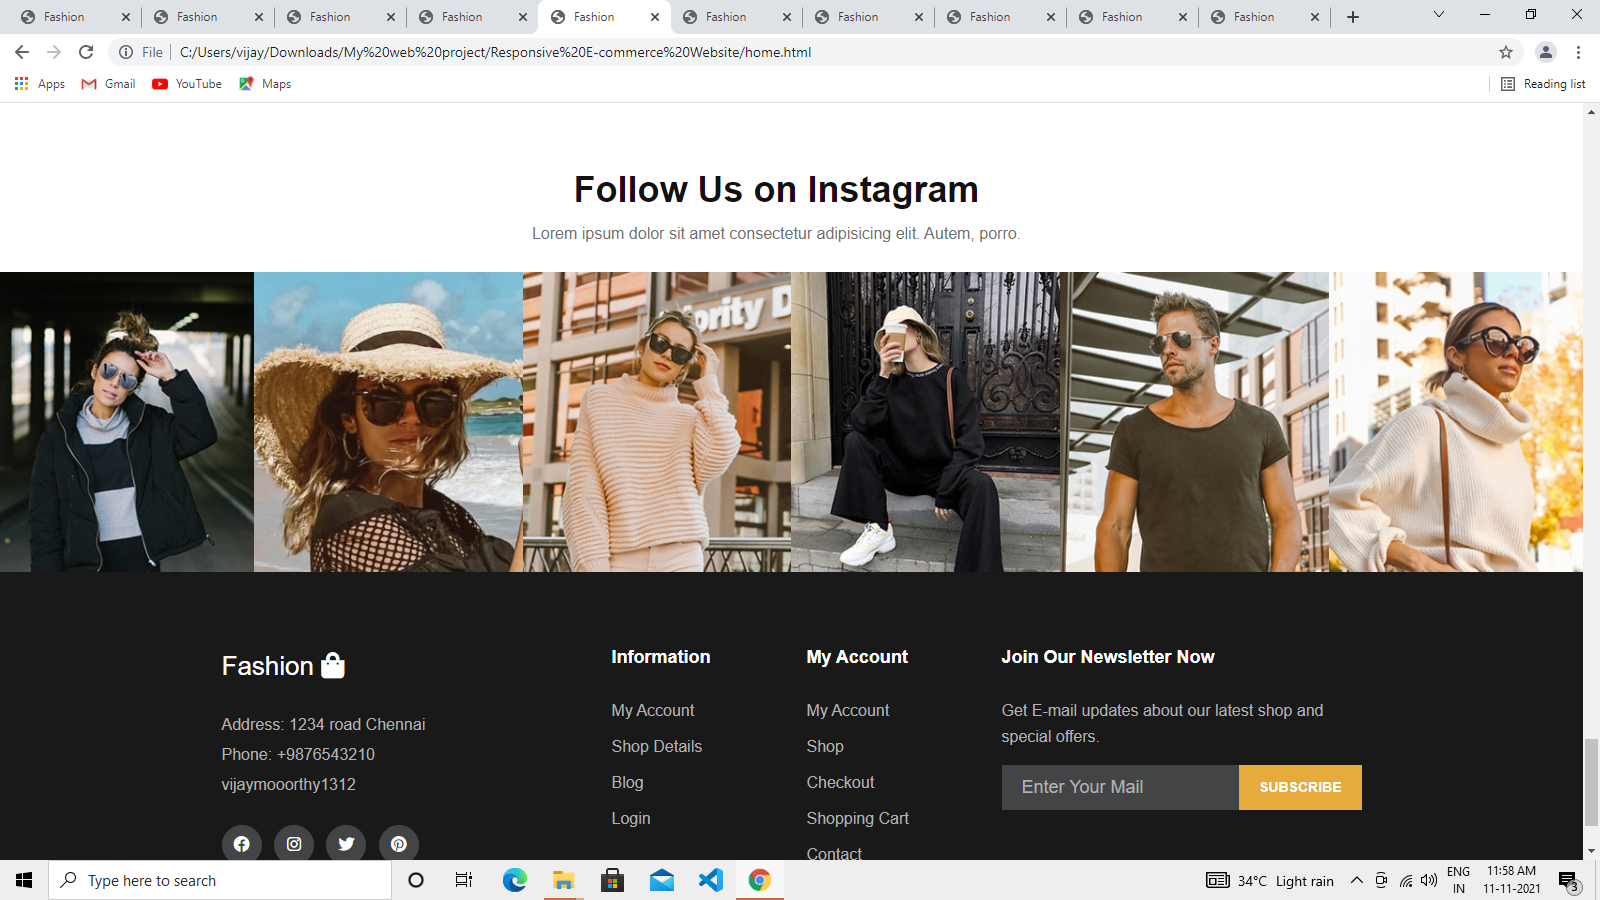 Fashion Fashion Fashion Fashion Fashion Fashion Fashion Fashion Fashion Fashion
File C:/Users/vijay/Downloads/My%20web%20project/Responsive%20E-commerce%20Website/home.html
Apps Gmail YouTube Maps Reading list
Follow Us on Instagram
Lorem ipsum dolor sit amet consectetur adipisicing elit. Autem, porro.
ority D
Fashion
Address: 1234 road Chennai
Phone: +9876543210
vijaymooorthy1312
Information
My Account
Shop Details
Blog
Login
My Account
My Account
Shop
Checkout
Shopping Cart
Contact
Join Our Newsletter Now
Get E-mail updates about our latest shop and
special offers.
Enter Your Mail SUBSCRIBE
Type here to search
34°C Light rain
ENG
IN
11:58 AM
11-11-2021
3